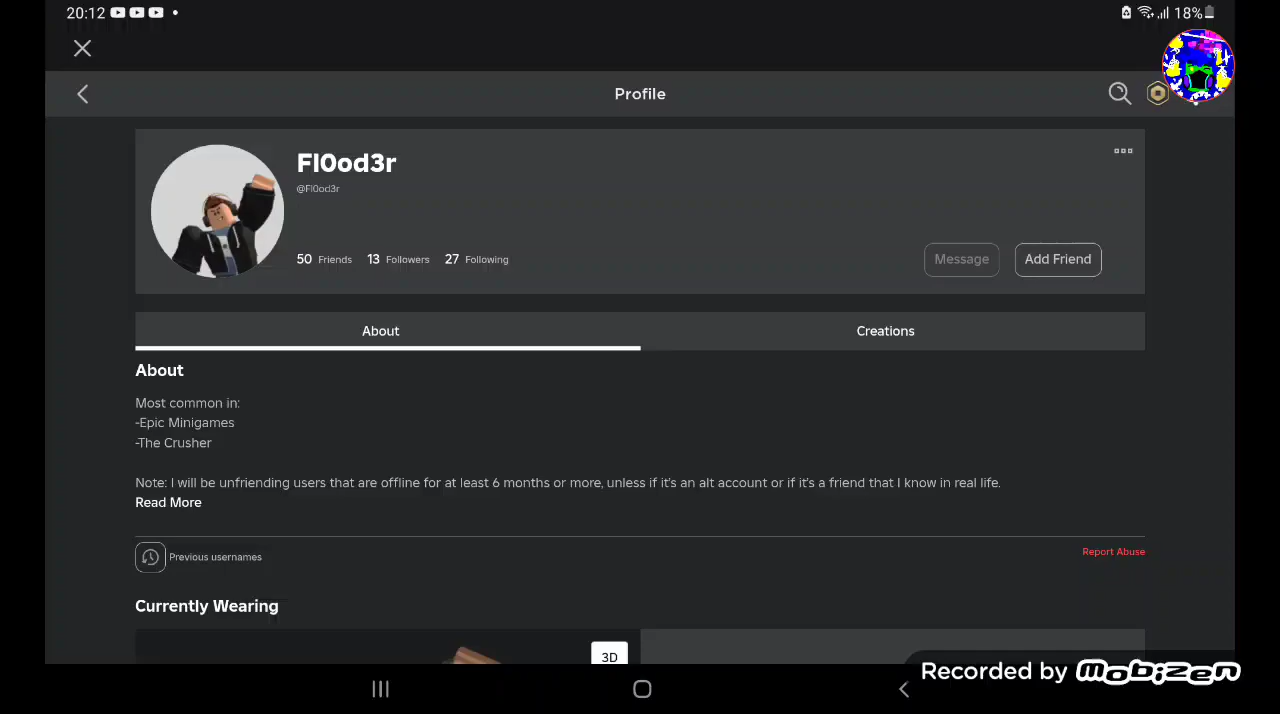 20:12 18%
Profile
Fl0od3r
@Fl0od3r
50 Friends 13 Followers 27 Following
Message Add Friend
About Creations
About
Most common in:
-Epic Minigames
-The Crusher
Note: I will be unfriending users that are offline for at least 6 months or more, unless if it's an alt account or if it's a friend that I know in real life.
Read More
Previous usernames Report Abuse
Currently Wearing
3D
Recorded by mobizen